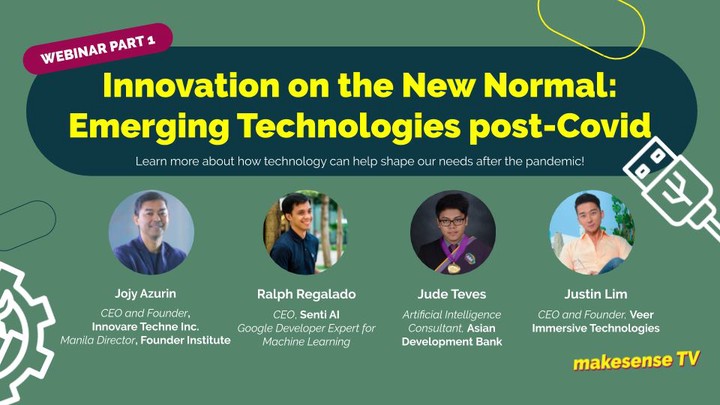 WEBINAR PART 1
Innovation on the New Normal:
Emerging Technologies post-Covid
Learn more about how technology can help shape our needs after the pandemic!
Jojy Azurin
CEO and Founder,
Innovare Techne Inc.
Manila Director, Founder Institute
Ralph Regalado
CEO, Senti AI
Google Developer Expert for
Machine Learning
Jude Teves
Artificial Intelligence
Consultant, Asian
Development Bank
Justin Lim
CEO and Founder, Veer
Immersive Technologies
makesense TV